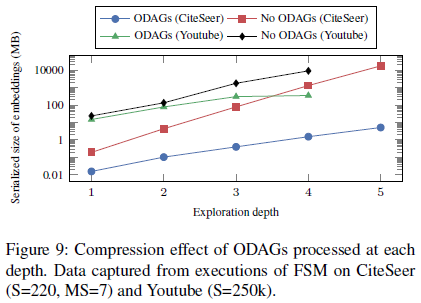 ODAGs (CiteSeer) No ODAGs (CiteSeer)
ODAGs (Youtube) No ODAGs (Youtube)
Serialized size of embeddings (MB)
10000
100
1
0.01
1 2 3 4 5
Exploration depth
Figure 9: Compression effect of ODAGs processed at each
depth. Data captured from executions of FSM on CiteSeer
(S=220, MS=7) and Youtube (S=250k).